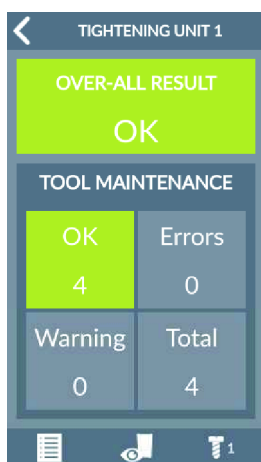 TIGHTENING UNIT 1
OVER-ALL RESULT
OK
TOOL MAINTENANCE
OK Errors
4 0
Warning Total
0 4
1